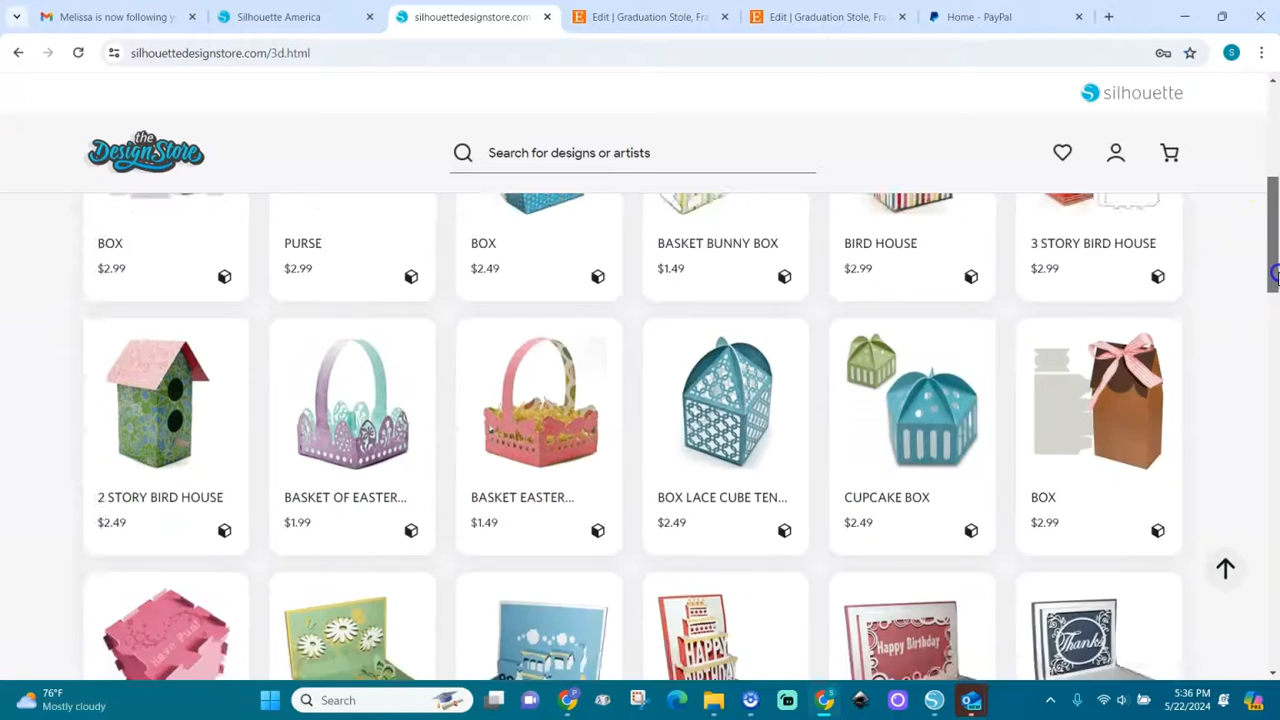 Melissa is now following y
Silhouette America
silhouettedesignstore.com/
Edit | Graduation Stole, Fra
Edit | Graduation Stole, Fra
Home - PayPal
silhouettedesignstore.com/3d.html
S
silhouette
the Design Store
Search for designs or artists
BOX
$2.99
PURSE
$2.99
BOX
$2.49
BASKET BUNNY BOX
$1.49
BIRD HOUSE
$2.99
3 STORY BIRD HOUSE
$2.99
2 STORY BIRD HOUSE
$2.49
BASKET OF EASTER...
$1.99
BASKET EASTER...
$1.49
BOX LACE CUBE TEN...
$2.49
CUPCAKE BOX
$2.49
BOX
$2.99
HAPPY
BIRTHDAY
Happy Birthday
Thanks
76°F
Mostly cloudy
Search
5:36 PM
5/22/2024